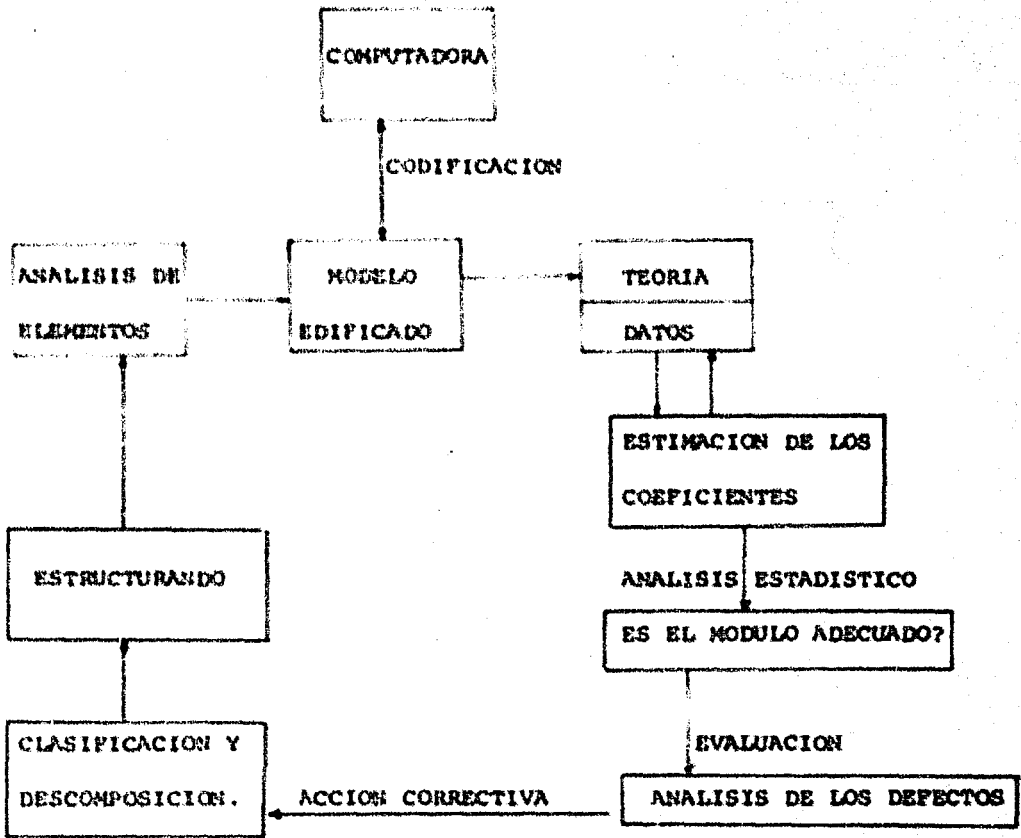 COMPUTADORA
CODIFICACION
ANALISIS DE
ELEMENTOS
MODELO
EDIFICADO
TEORIA
DATOS
ESTIMACION DE LOS
COEFICIENTES
ESTRUCTURANDO
ANALISIS ESTADISTICO
ES EL MODULO ADECUADO?
CLASIFICACION Y
DESCOMPOSICION.
EVALUACION
ACCION CORRECTIVA
ANALISIS DE LOS DEFECTOS